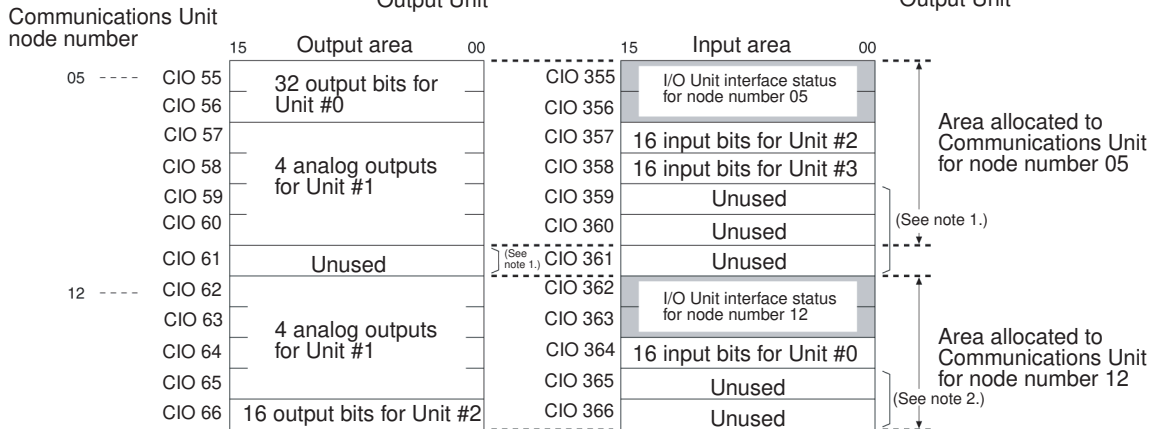 Output Unit
Output Unit
Communications Unit
node number
15 Output area 00
15 Input area 00
05 ---- CIO 55
32 output bits for
Unit #0
CIO 56
CIO 57
CIO 58
4 analog outputs
for Unit #1
CIO 59
CIO 60
CIO 61
Unused
(See
note 1.)
12 ---- CIO 62
CIO 63
4 analog outputs
for Unit #1
CIO 64
CIO 65
CIO 66
16 output bits for Unit #2
CIO 355
I/O Unit interface status
for node number 05
CIO 356
CIO 357
16 input bits for Unit #2
CIO 358
16 input bits for Unit #3
CIO 359
Unused
CIO 360
Unused
CIO 361
Unused
CIO 362
I/O Unit interface status
for node number 12
CIO 363
CIO 364
16 input bits for Unit #0
CIO 365
Unused
CIO 366
Unused
Area allocated to
Communications Unit
for node number 05
(See note 1.)
Area allocated to
Communications Unit
for node number 12
(See note 2.)